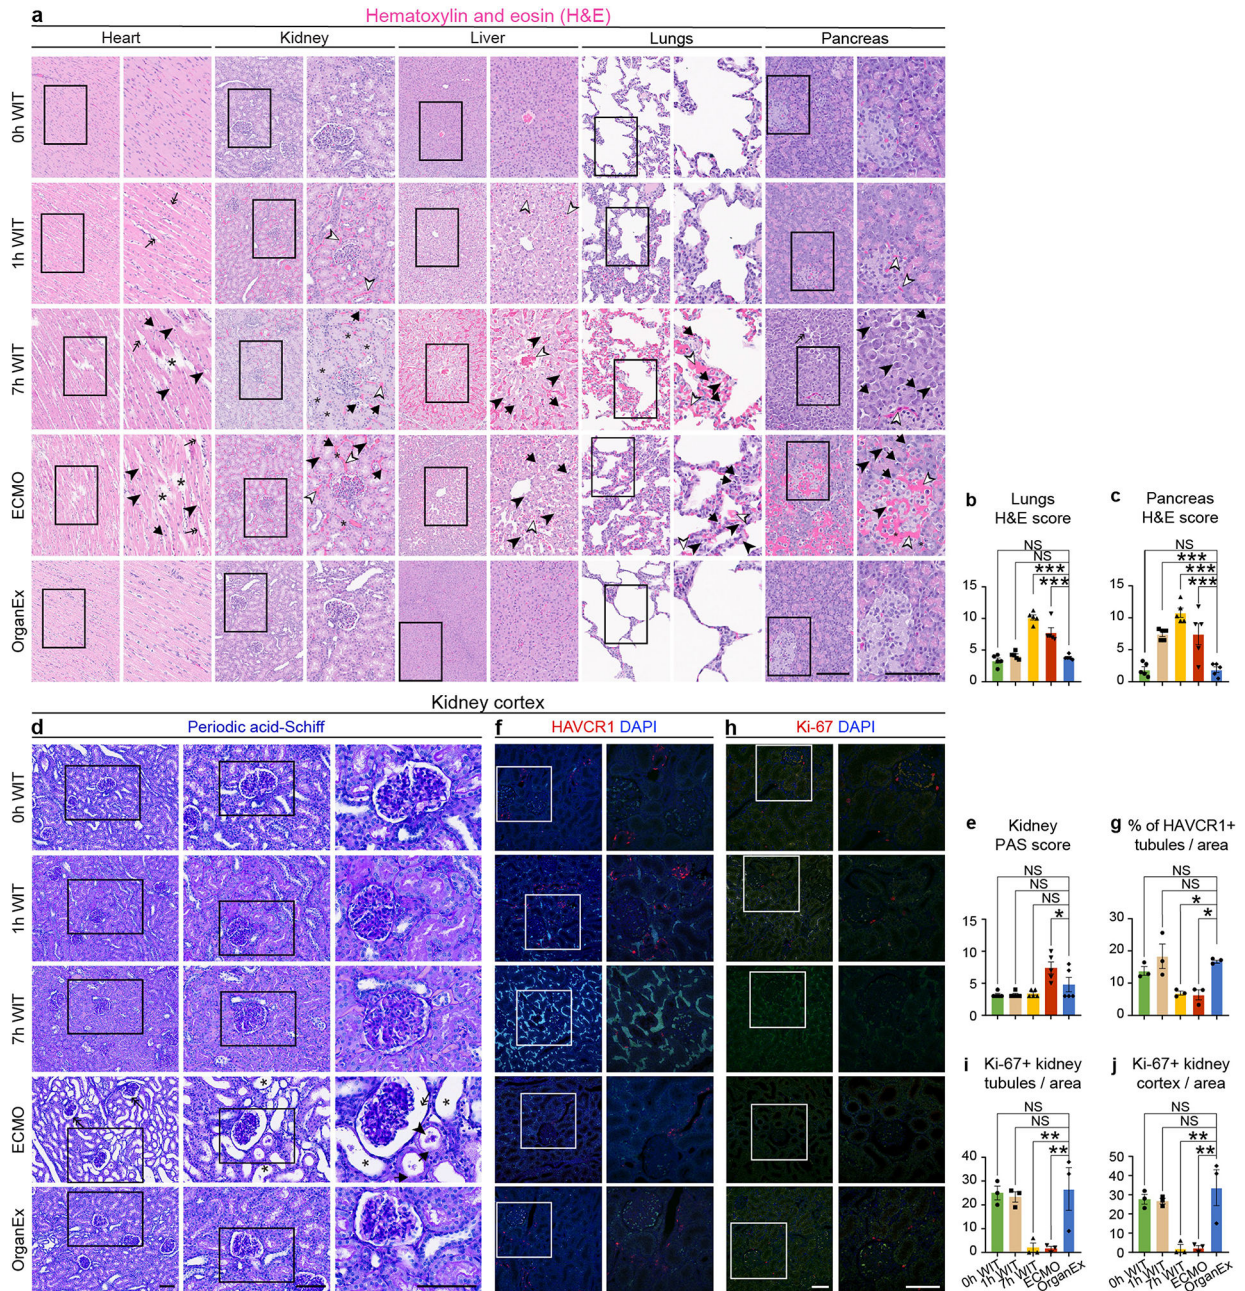 a
Hematoxylin and eosin (H&E)
Heart Kidney Liver Lungs Pancreas
0h WIT
1h WIT
7h WIT
ECMO
OrganEx
b Lungs
H&E score
NS
NS
***
***
15
10
5
0
c Pancreas
H&E score
NS
***
***
***
15
10
5
0
Kidney cortex
d Periodic acid-Schiff
f HAVCR1 DAPI
h Ki-67 DAPI
0h WIT
1h WIT
7h WIT
ECMO
OrganEx
e Kidney
PAS score
NS
NS
NS
*
15
10
5
0
g % of HAVCR1+
tubules / area
NS
NS
*
*
30
20
10
0
i Ki-67+ kidney
tubules / area
NS
NS
**
**
40
30
20
10
0
0h WIT
1h WIT
7h WIT
ECMO
OrganEx
j Ki-67+ kidney
cortex / area
NS
NS
**
**
50
40
30
20
10
0
0h WIT
1h WIT
7h WIT
ECMO
OrganEx